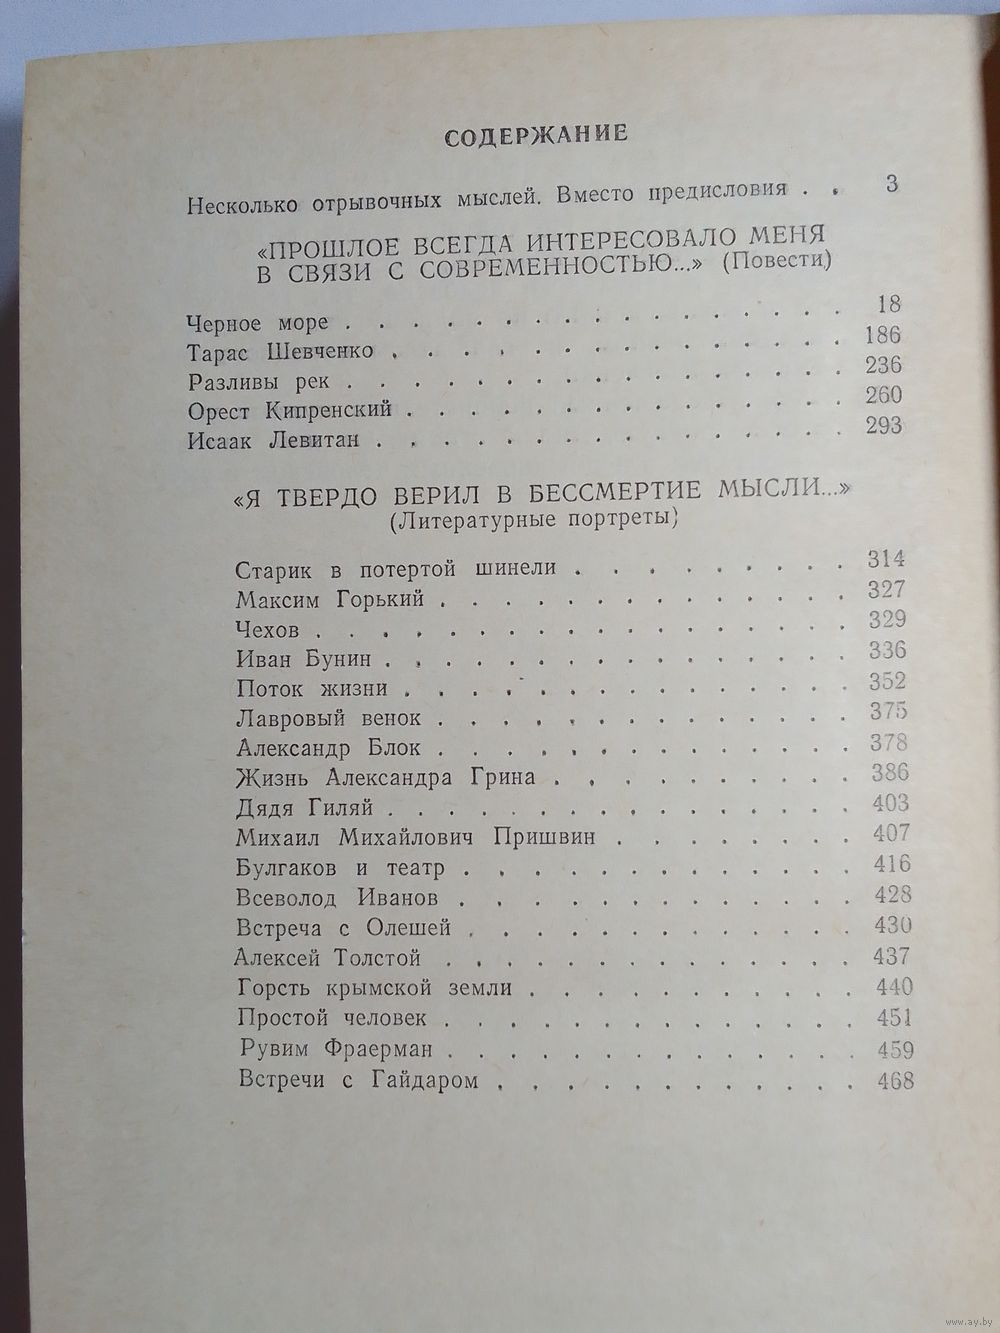 СОДЕРЖАНИЕ
Несколько отрывочных мыслей. Вместо предисловия . . 3
«ПРОШЛОЕ ВСЕГДА ИНТЕРЕСОВАЛО МЕНЯ
В СВЯЗИ С СОВРЕМЕННОСТЬЮ...» (Повести)
Черное море . . . . . . . . . . . . . . . . 18
Тарас Шевченко . . . . . . . . . . . . . . 186
Разливы рек . . . . . . . . . . . . . . . . 236
Орест Кипренский . . . . . . . . . . . . . . 260
Исаак Левитан . . . . . . . . . . . . . . . 293
«Я ТВЕРДО ВЕРИЛ В БЕССМЕРТИЕ МЫСЛИ...»
(Литературные портреты)
Старик в потертой шинели . . . . . . . . . 314
Максим Горький . . . . . . . . . . . . . 327
Чехов . . . . . . . . . . . . . . . . . 329
Иван Бунин . . . . . . . . . . . . . . . 336
Поток жизни . . . . . . . . . . . . . . 352
Лавровый венок . . . . . . . . . . . . . 375
Александр Блок . . . . . . . . . . . . . 378
Жизнь Александра Грина . . . . . . . . . 386
Дядя Гиляй . . . . . . . . . . . . . . . 403
Михаил Михайлович Пришвин . . . . . . . . 407
Булгаков и театр . . . . . . . . . . . . 416
Всеволод Иванов . . . . . . . . . . . . 428
Встреча с Олешей . . . . . . . . . . . . 430
Алексей Толстой . . . . . . . . . . . . . 437
Горсть крымской земли . . . . . . . . . . 440
Простой человек . . . . . . . . . . . . . 451
Рувим Фраерман . . . . . . . . . . . . . 459
Встречи с Гайдаром . . . . . . . . . . . 468
www.ay.by